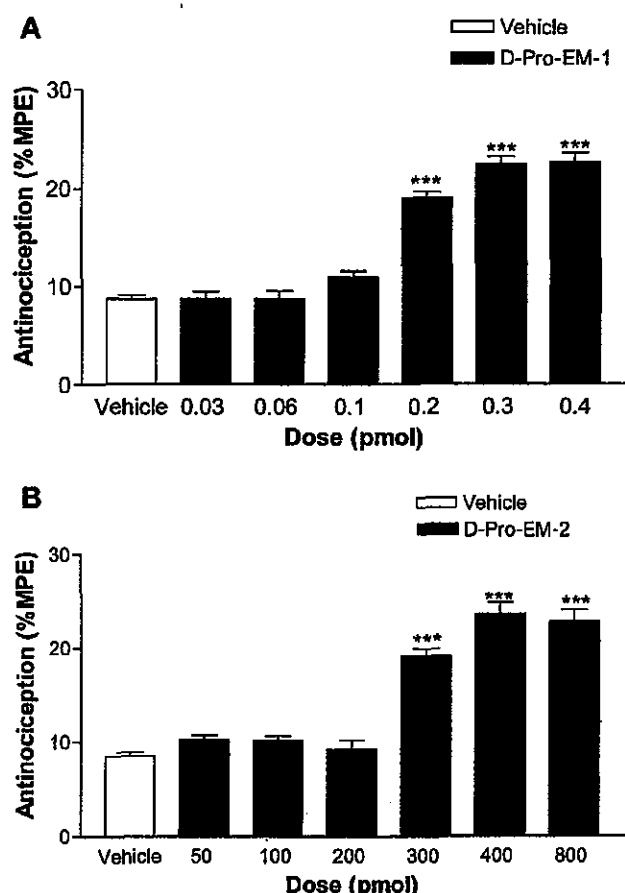 A
Vehicle
D-Pro-EM-1
Antinociception (%MPE)
30
20
10
0
***
***
***
Vehicle 0.03 0.06 0.1 0.2 0.3 0.4
Dose (pmol)
B
Vehicle
D-Pro-EM-2
Antinociception (%MPE)
30
20
10
0
***
***
***
Vehicle 50 100 200 300 400 800
Dose (pmol)